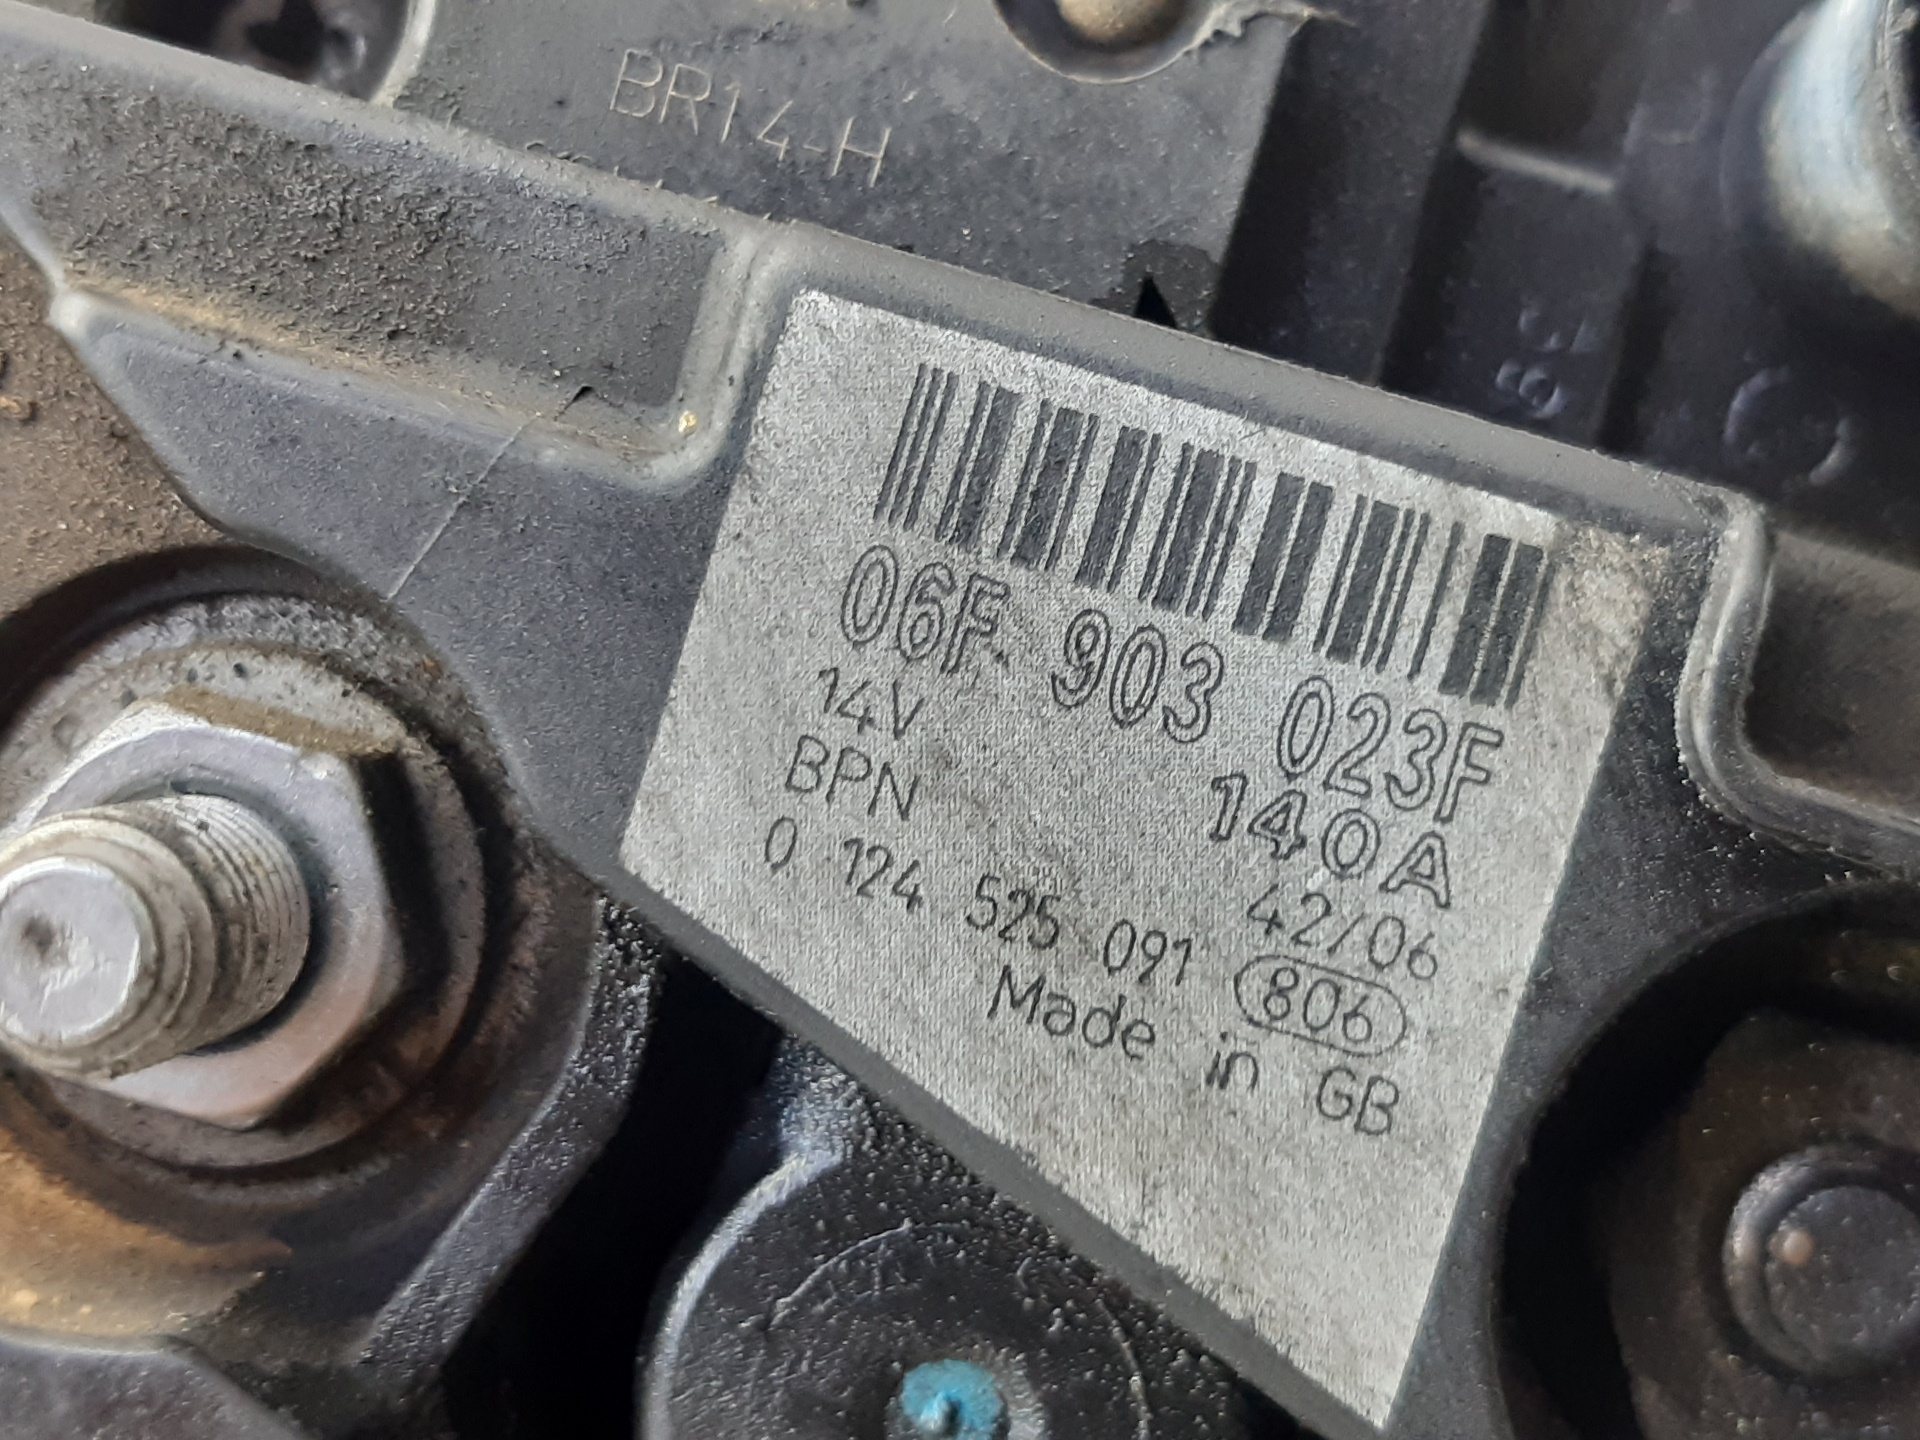 BR14-H
06F 903 023F
14V 140A
BPN 42/06
0 124 525 091 806
Made in GB